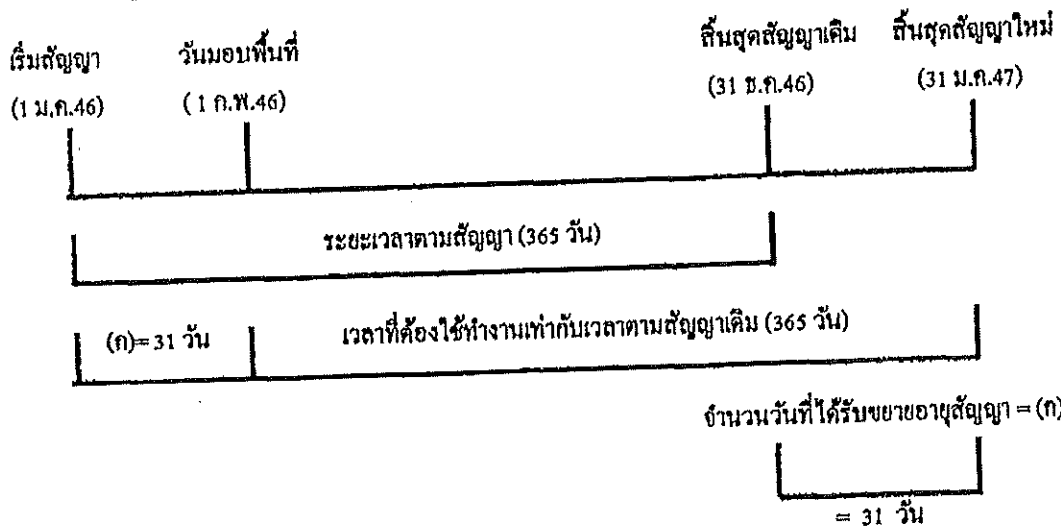 เริ่มสัญญา วันมอบพื้นที่ สิ้นสุดสัญญาเดิม สิ้นสุดสัญญาใหม่
(1 ม.ค.46) (1 ก.พ.46) (31 ธ.ค.46) (31 ม.ค.47)
ระยะเวลาตามสัญญา (365 วัน)
(ก)= 31 วัน เวลาที่ต้องใช้ทำงานเท่ากับเวลาตามสัญญาเดิม (365 วัน)
จำนวนวันที่ได้รับขยายอายุสัญญา = (ก)
= 31 วัน